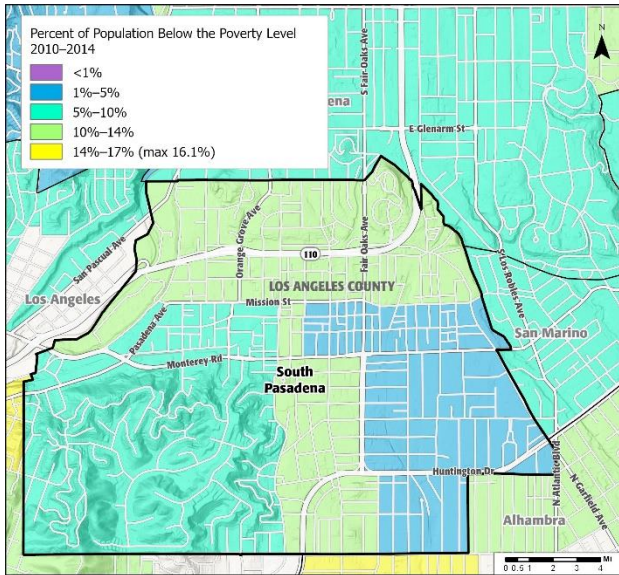 Percent of Population Below the Poverty Level
2010–2014
<1%
1%–5%
5%–10%
10%–14%
14%–17% (max 16.1%)
ena
S Fair Oaks Ave
N
E Glenarm St
San Pascual Ave
Orange Grove Ave
Fair Oaks Ave
110
S Los Robles Ave
Los Angeles
LOS ANGELES COUNTY
Mission St
Pasadena Ave
San Marino
Monterey Rd
South
Pasadena
Huntington Dr
N Atlantic Blvd
N Garfield Ave
Alhambra
Mi
0 0.5 1 2 3 4